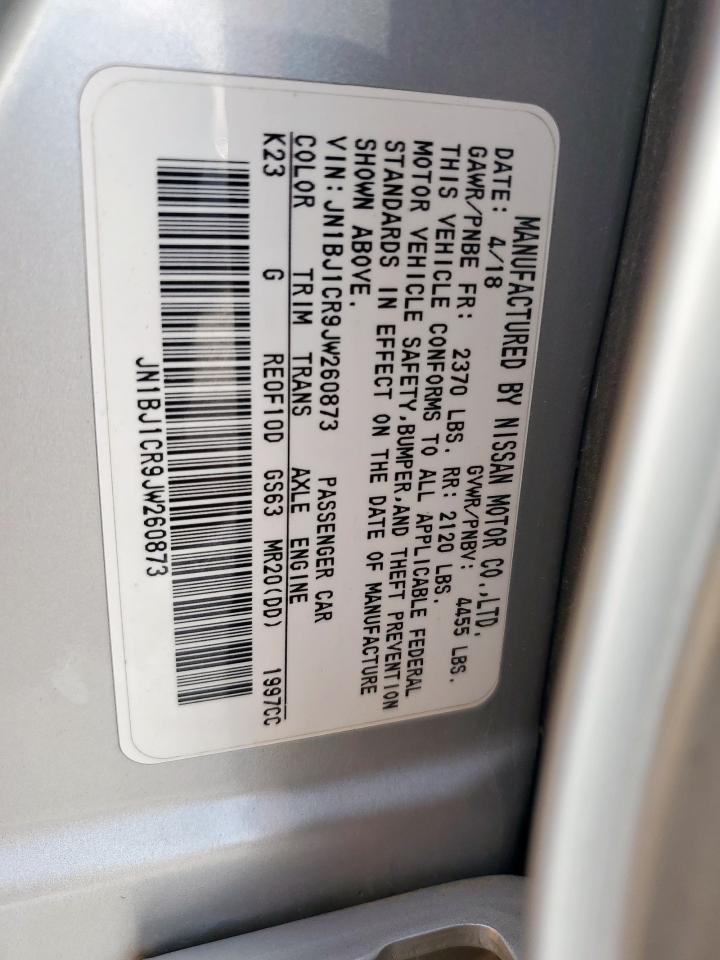 MANUFACTURED BY NISSAN MOTOR CO.,LTD.
DATE: 4/18 GVWR/PNBV: 4455 LBS.
GAWR/PNBE FR: 2370 LBS. RR: 2120 LBS.
THIS VEHICLE CONFORMS TO ALL APPLICABLE FEDERAL
MOTOR VEHICLE SAFETY,BUMPER,AND THEFT PREVENTION
STANDARDS IN EFFECT ON THE DATE OF MANUFACTURE
SHOWN ABOVE.
VIN:JN1BJ1CR9JW260873 PASSENGER CAR
COLOR TRIM TRANS AXLE ENGINE
K23 G RE0F10D GS63 MR20(DD) 1997CC
JN1BJ1CR9JW260873